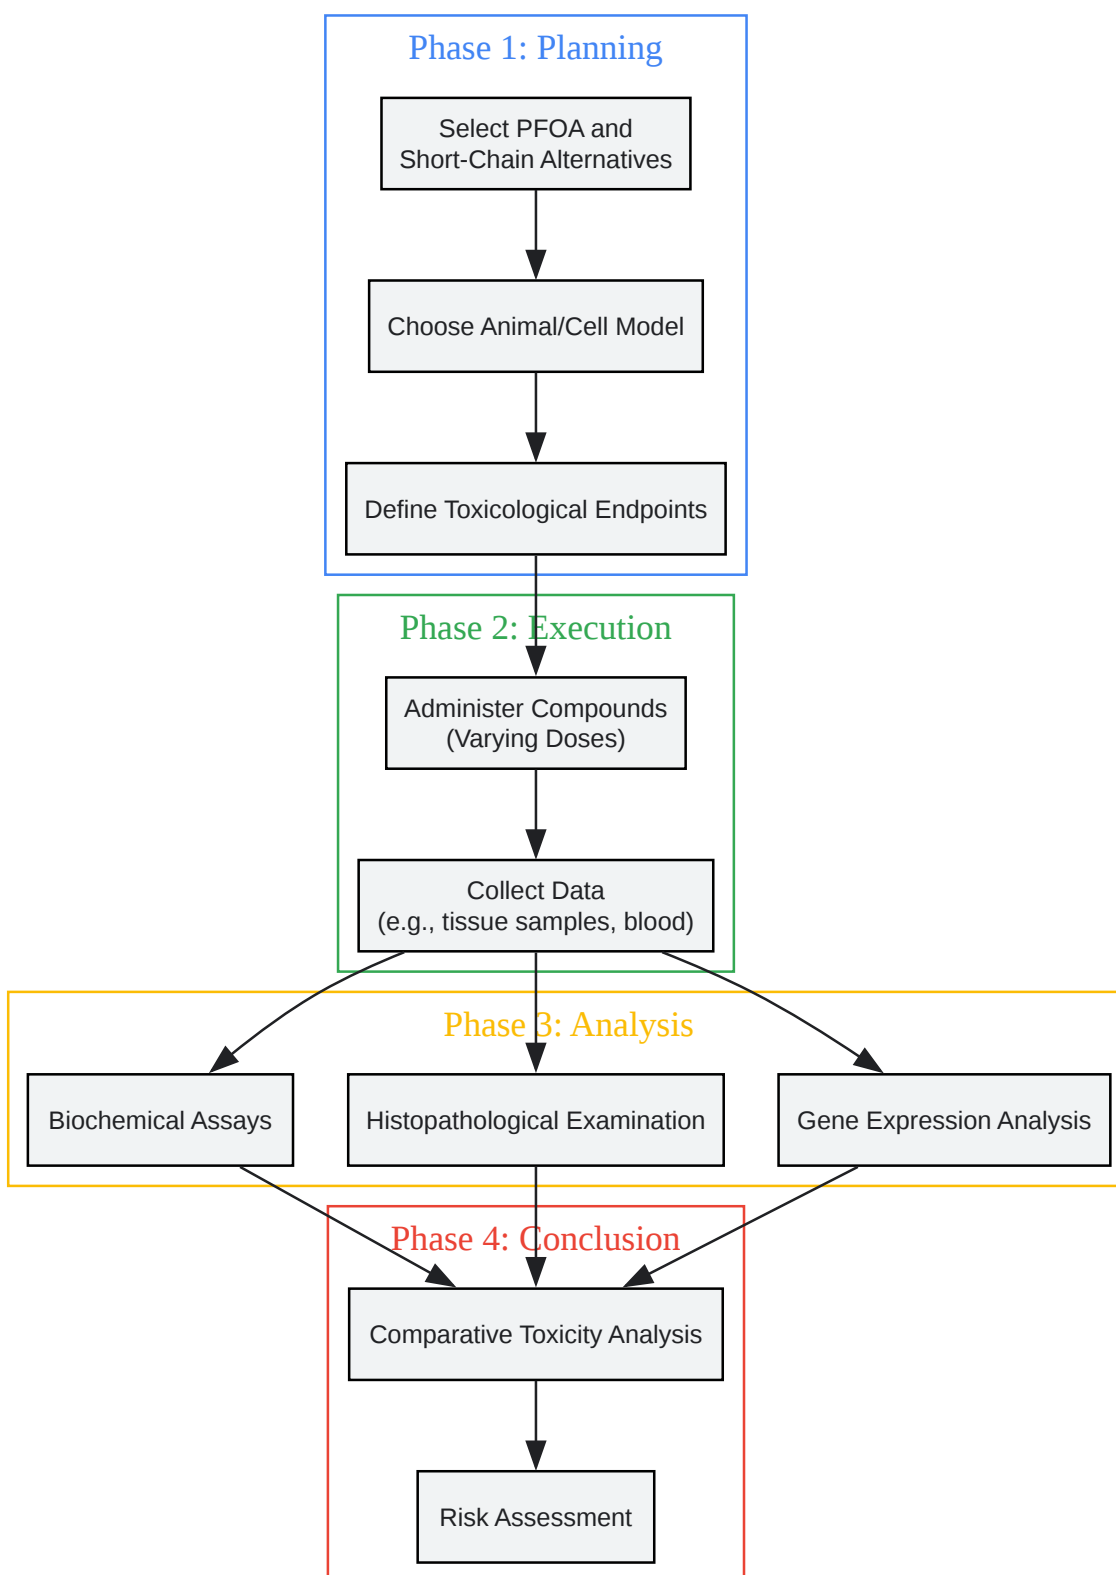 Phase 1: Planning
Select PFOA and
Short-Chain Alternatives
Choose Animal/Cell Model
Define Toxicological Endpoints
Phase 2: Execution
Administer Compounds
(Varying Doses)
Collect Data
(e.g., tissue samples, blood)
Phase 3: Analysis
Biochemical Assays
Histopathological Examination
Gene Expression Analysis
Phase 4: Conclusion
Comparative Toxicity Analysis
Risk Assessment